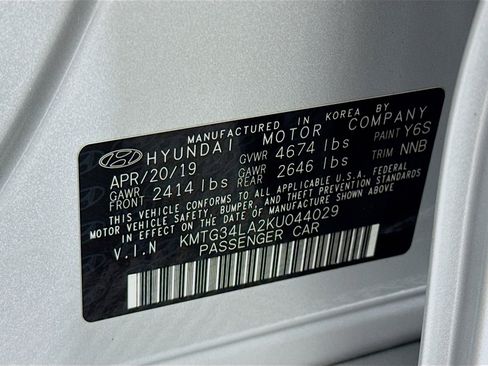 MANUFACTURED IN KOREA BY
HYUNDAI MOTOR COMPANY
APR/20/19 GVWR 4674 lbs PAINT Y6S
GAWR FRONT 2414 lbs GAWR REAR 2646 lbs TRIM NNB
THIS VEHICLE CONFORMS TO ALL APPLICABLE U.S.A. FEDERAL
MOTOR VEHICLE SAFETY, BUMPER, AND THEFT PREVENTION STANDARDS
IN EFFECT ON THE DATE OF MANUFACTURE SHOWN ABOVE.
V.I.N KMTG34LA2KU044029
PASSENGER CAR